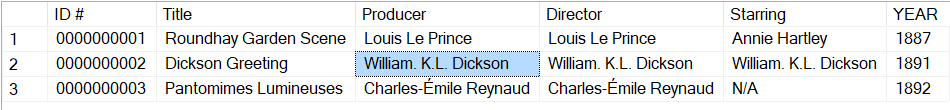 ID # Title Producer Director Starring YEAR
1 0000000001 Roundhay Garden Scene Louis Le Prince Louis Le Prince Annie Hartley 1887
2 0000000002 Dickson Greeting William. K.L. Dickson William. K.L. Dickson William. K.L. Dickson 1891
3 0000000003 Pantomimes Lumineuses Charles-Émile Reynaud Charles-Émile Reynaud N/A 1892